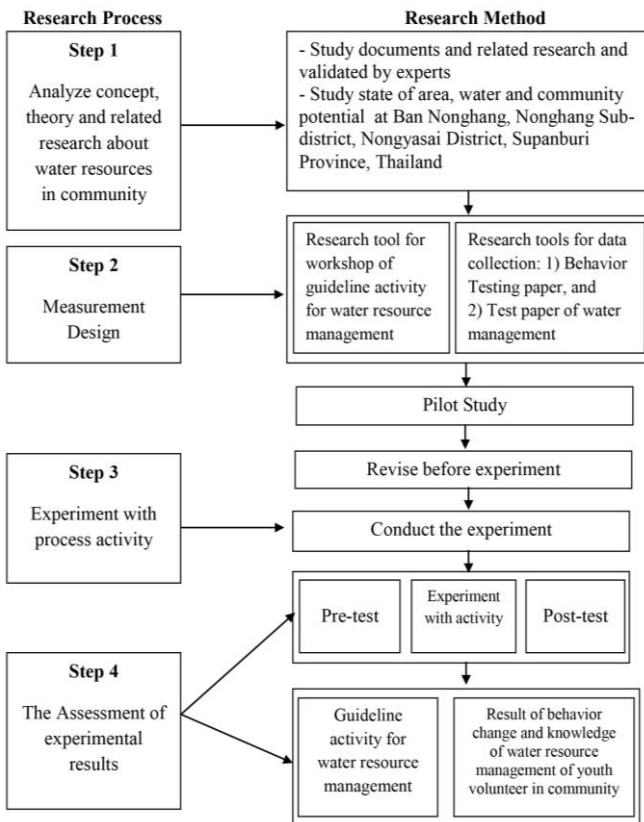 Research Process
Research Method
Step 1
Analyze concept,
theory and related
research about
water resources
in community
- Study documents and related research and
validated by experts
- Study state of area, water and community
potential at Ban Nonghang, Nonghang Sub-
district, Nongyasai District, Supanburi
Province, Thailand
Step 2
Measurement
Design
Research tool for
workshop of
guideline activity
for water resource
management
Research tools for data
collection: 1) Behavior
Testing paper, and
2) Test paper of water
management
Pilot Study
Revise before experiment
Step 3
Experiment with
process activity
Conduct the experiment
Pre-test
Experiment
with activity
Post-test
Step 4
The Assessment of
experimental
results
Guideline
activity for
water resource
management
Result of behavior
change and knowledge
of water resource
management of youth
volunteer in community